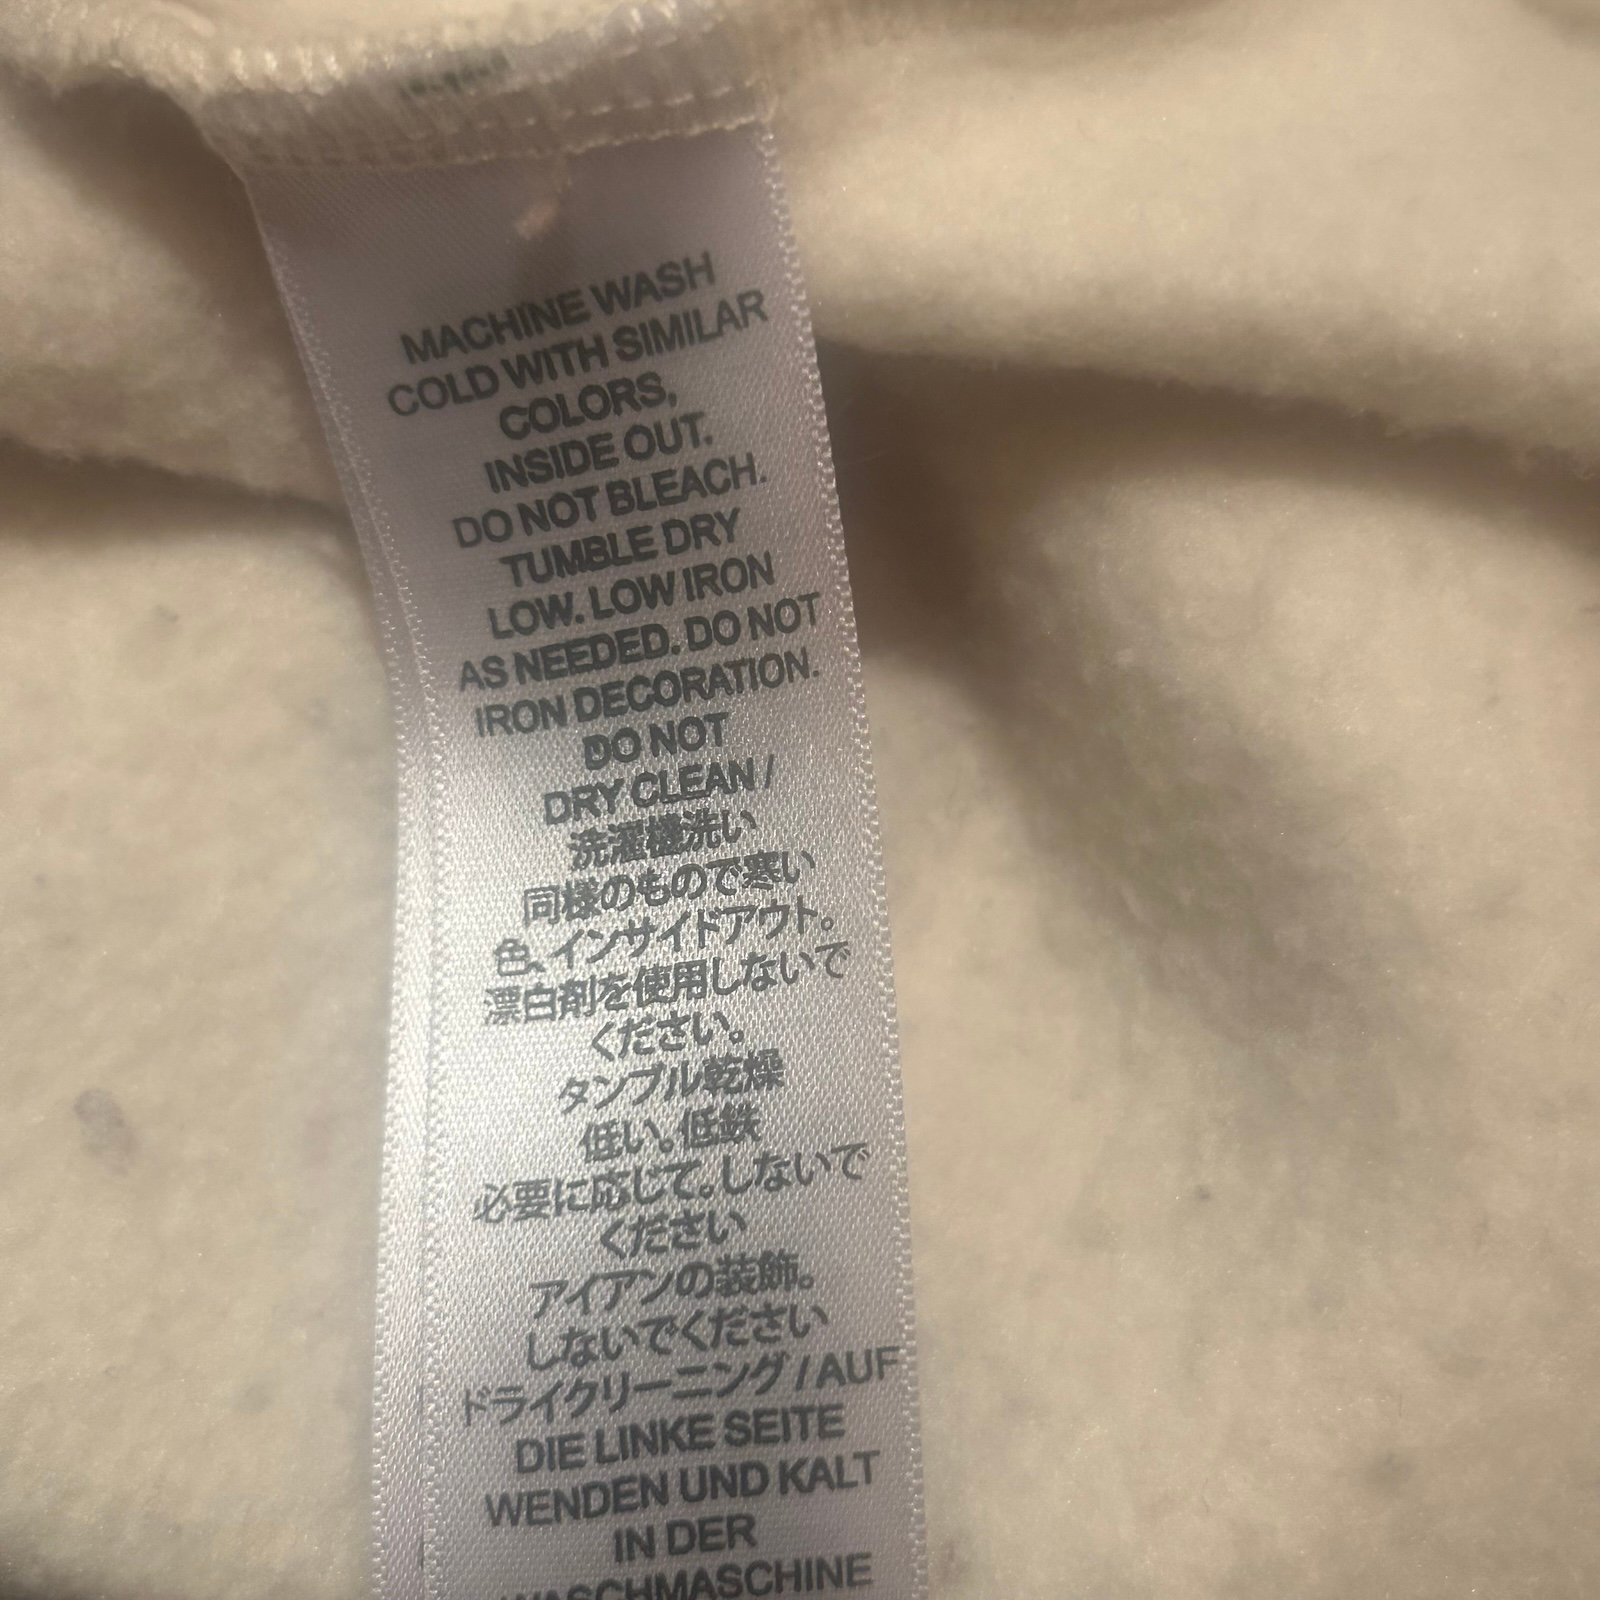 MACHINE WASH
COLD WITH SIMILAR
COLORS,
INSIDE OUT.
DO NOT BLEACH.
TUMBLE DRY
LOW. LOW IRON
AS NEEDED. DO NOT
IRON DECORATION.
DO NOT
DRY CLEAN /
洗濯機洗い
同様のもので寒い
色、インサイドアウト。
漂白剤を使用しないで
ください。
タンブル乾燥
低い。低鉄
必要に応じて。しないで
ください
アイアンの装飾。
しないでください
ドライクリーニング / AUF
DIE LINKE SEITE
WENDEN UND KALT
IN DER
WASCHMASCHINE